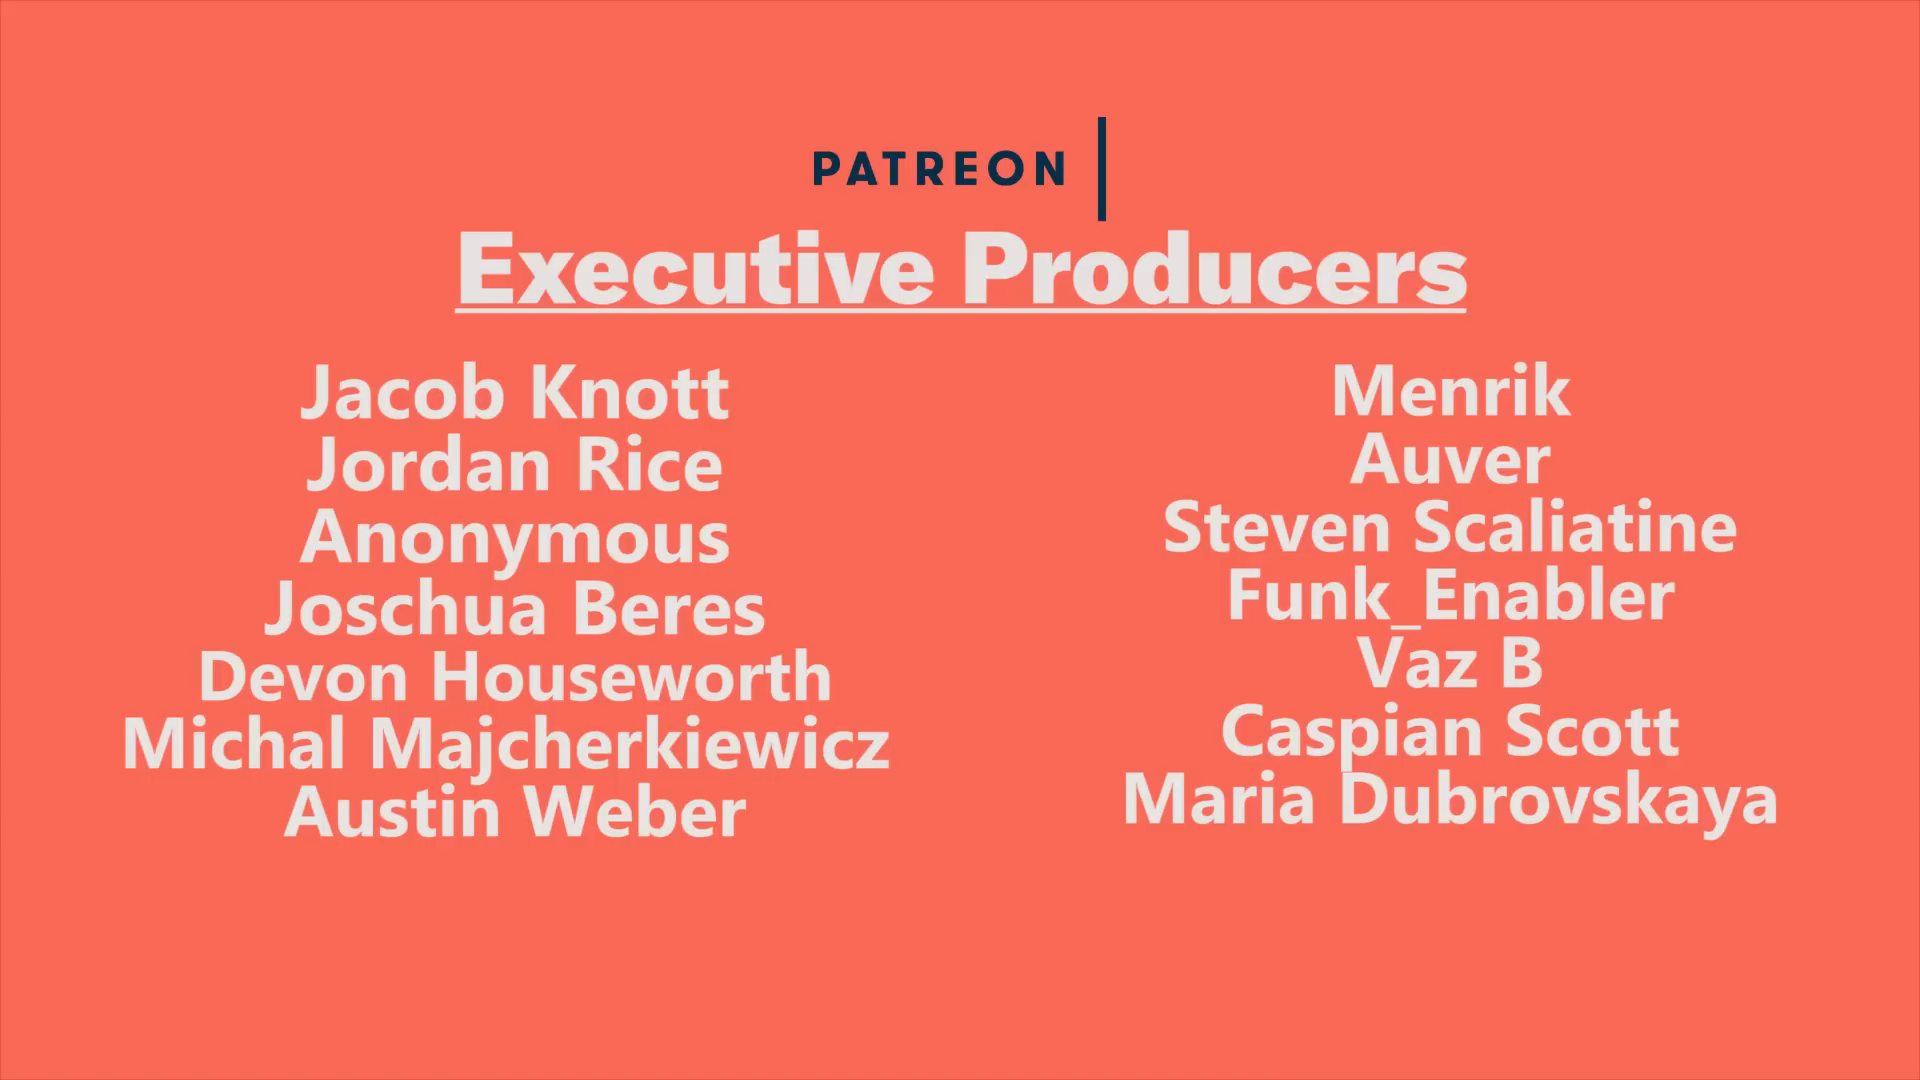 PATREON
Executive Producers
Jacob Knott
Jordan Rice
Anonymous
Joschua Beres
Devon Houseworth
Michal Majcherkiewicz
Austin Weber
Menrik
Auver
Steven Scaliatine
Funk_Enabler
Vaz B
Caspian Scott
Maria Dubrovskaya